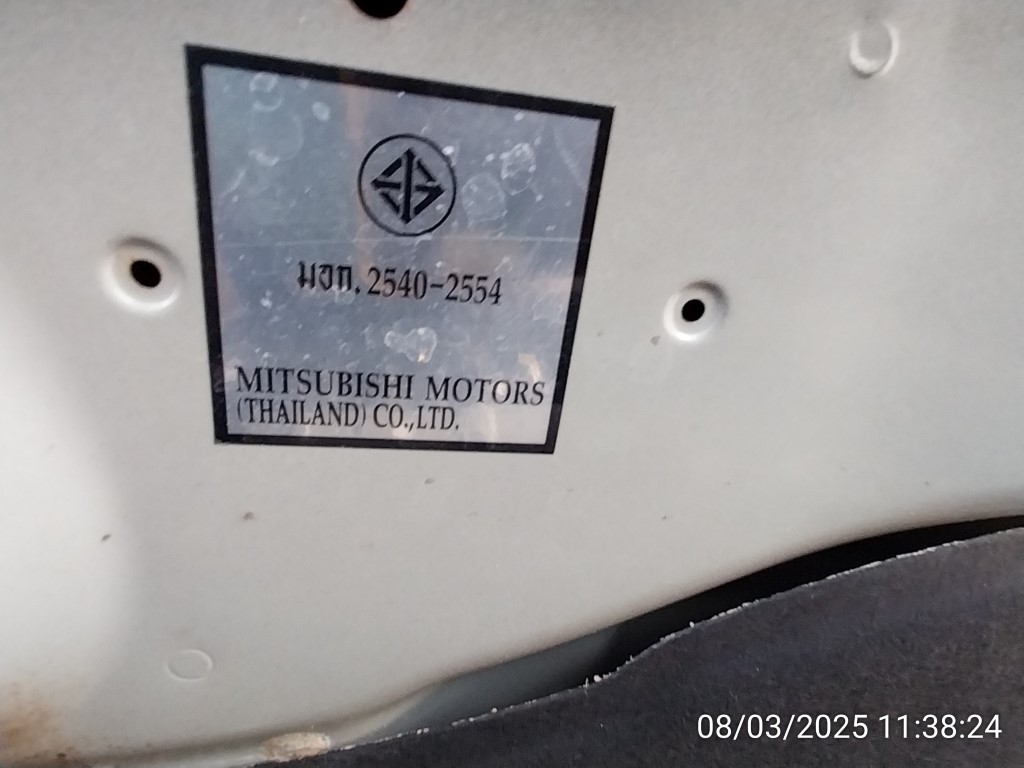 มอก. 2540-2554
MITSUBISHI MOTORS
(THAILAND) CO.,LTD.
08/03/2025 11:38:24